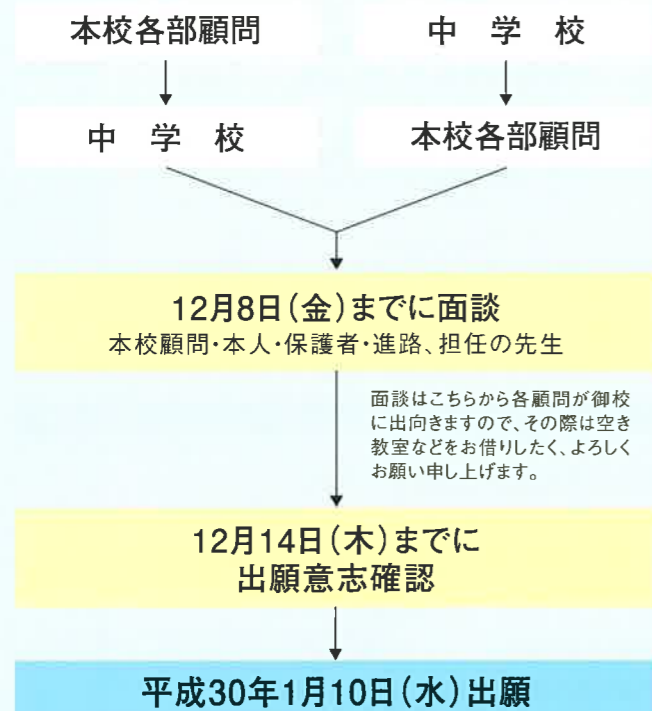 本校各部顧問
中 学 校
中 学 校
本校各部顧問
12月8日(金)までに面談
本校顧問・本人・保護者・進路、担任の先生
面談はこちらから各顧問が御校
に出向きますので、その際は空き
教室などをお借りしたく、よろしく
お願い申し上げます。
12月14日(木)までに
出願意志確認
平成30年1月10日(水)出願